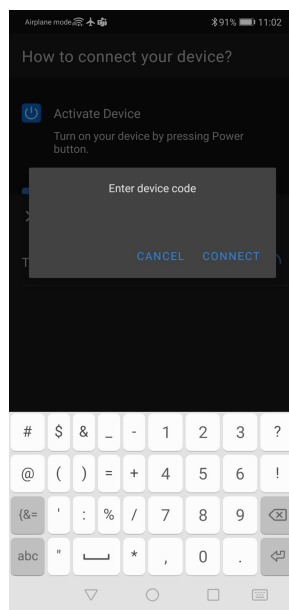 Airplane mode 91% 11:02
How to connect your device?
Activate Device
Turn on your device by pressing Power
button.
Enter device code
T
CANCEL CONNECT
# $ & _ - 1 2 3 ?
@ ( ) = + 4 5 6 !
{&= ' : % / 7 8 9
abc " * , 0 .